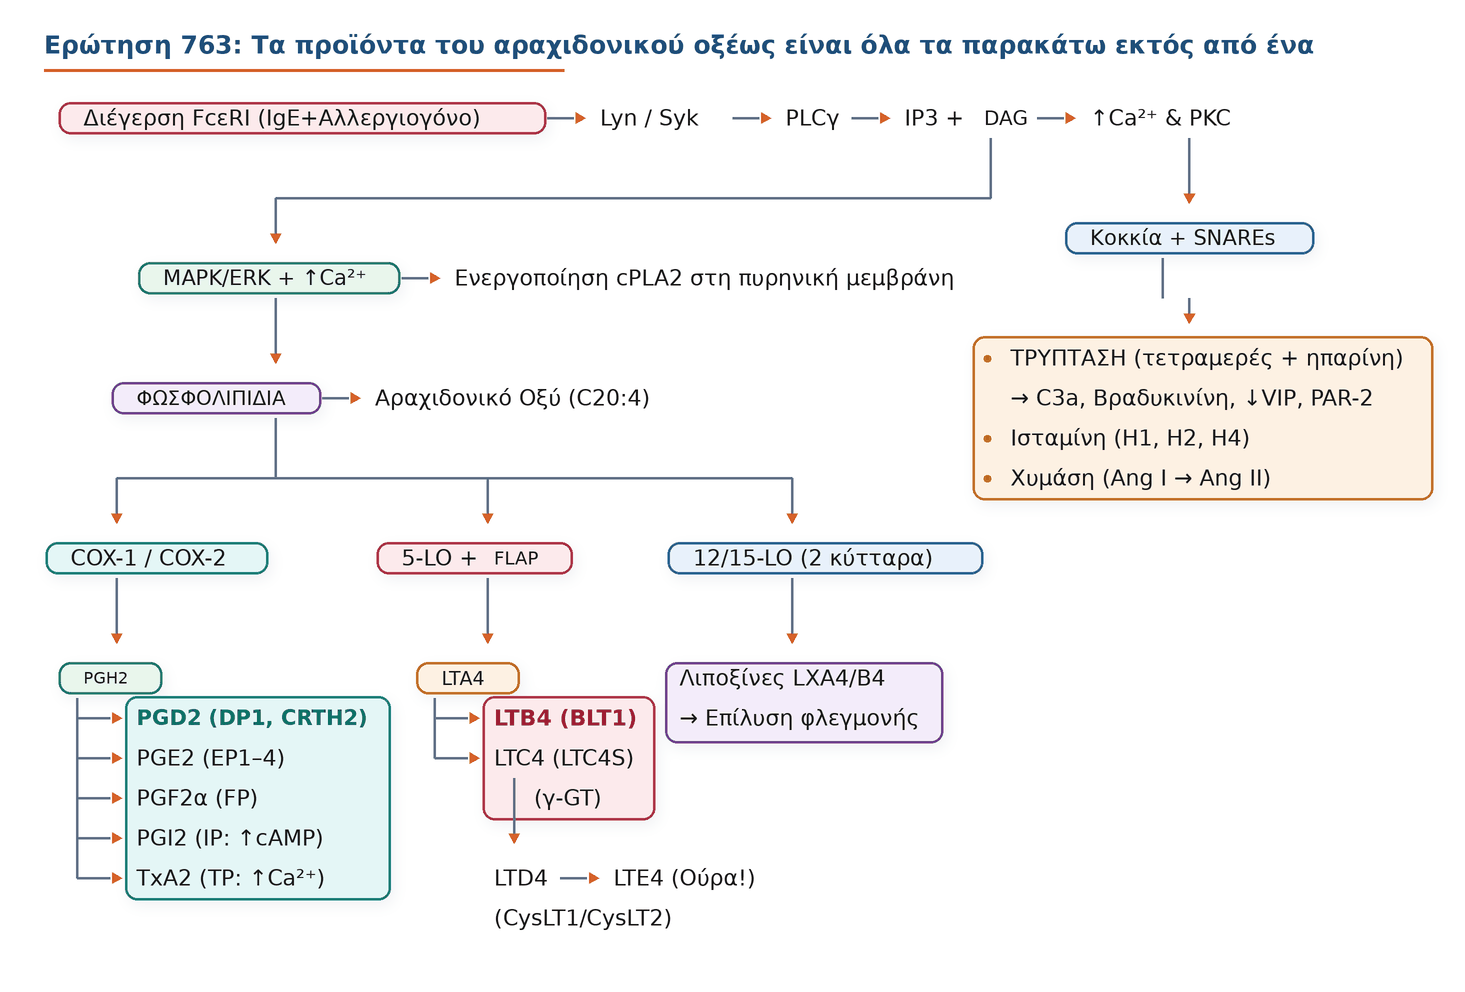 Ερώτηση 763: Τα προϊόντα του αραχιδονικού οξέως είναι όλα τα παρακάτω εκτός από ένα
Διέγερση FcεRI (IgE+Αλλεργιογόνο)
Lyn / Syk
PLCγ
IP3 +
DAG
↑Ca²⁺ & PKC
Κοκκία + SNAREs
MAPK/ERK + ↑Ca²⁺
Ενεργοποίηση cPLA2 στη πυρηνική μεμβράνη
• ΤΡΥΠΤΑΣΗ (τετραμερές + ηπαρίνη)
→ C3a, Βραδυκινίνη, ↓VIP, PAR-2
• Ισταμίνη (H1, H2, H4)
• Χυμάση (Ang I → Ang II)
ΦΩΣΦΟΛΙΠΙΔΙΑ
Αραχιδονικό Οξύ (C20:4)
COX-1 / COX-2
5-LO +
FLAP
12/15-LO (2 κύτταρα)
PGH2
LTA4
Λιποξίνες LXA4/B4
→ Επίλυση φλεγμονής
PGD2 (DP1, CRTH2)
PGE2 (EP1–4)
PGF2α (FP)
PGI2 (IP: ↑cAMP)
TxA2 (TP: ↑Ca²⁺)
LTB4 (BLT1)
LTC4 (LTC4S)
(γ-GT)
LTD4
LTE4 (Ούρα!)
(CysLT1/CysLT2)